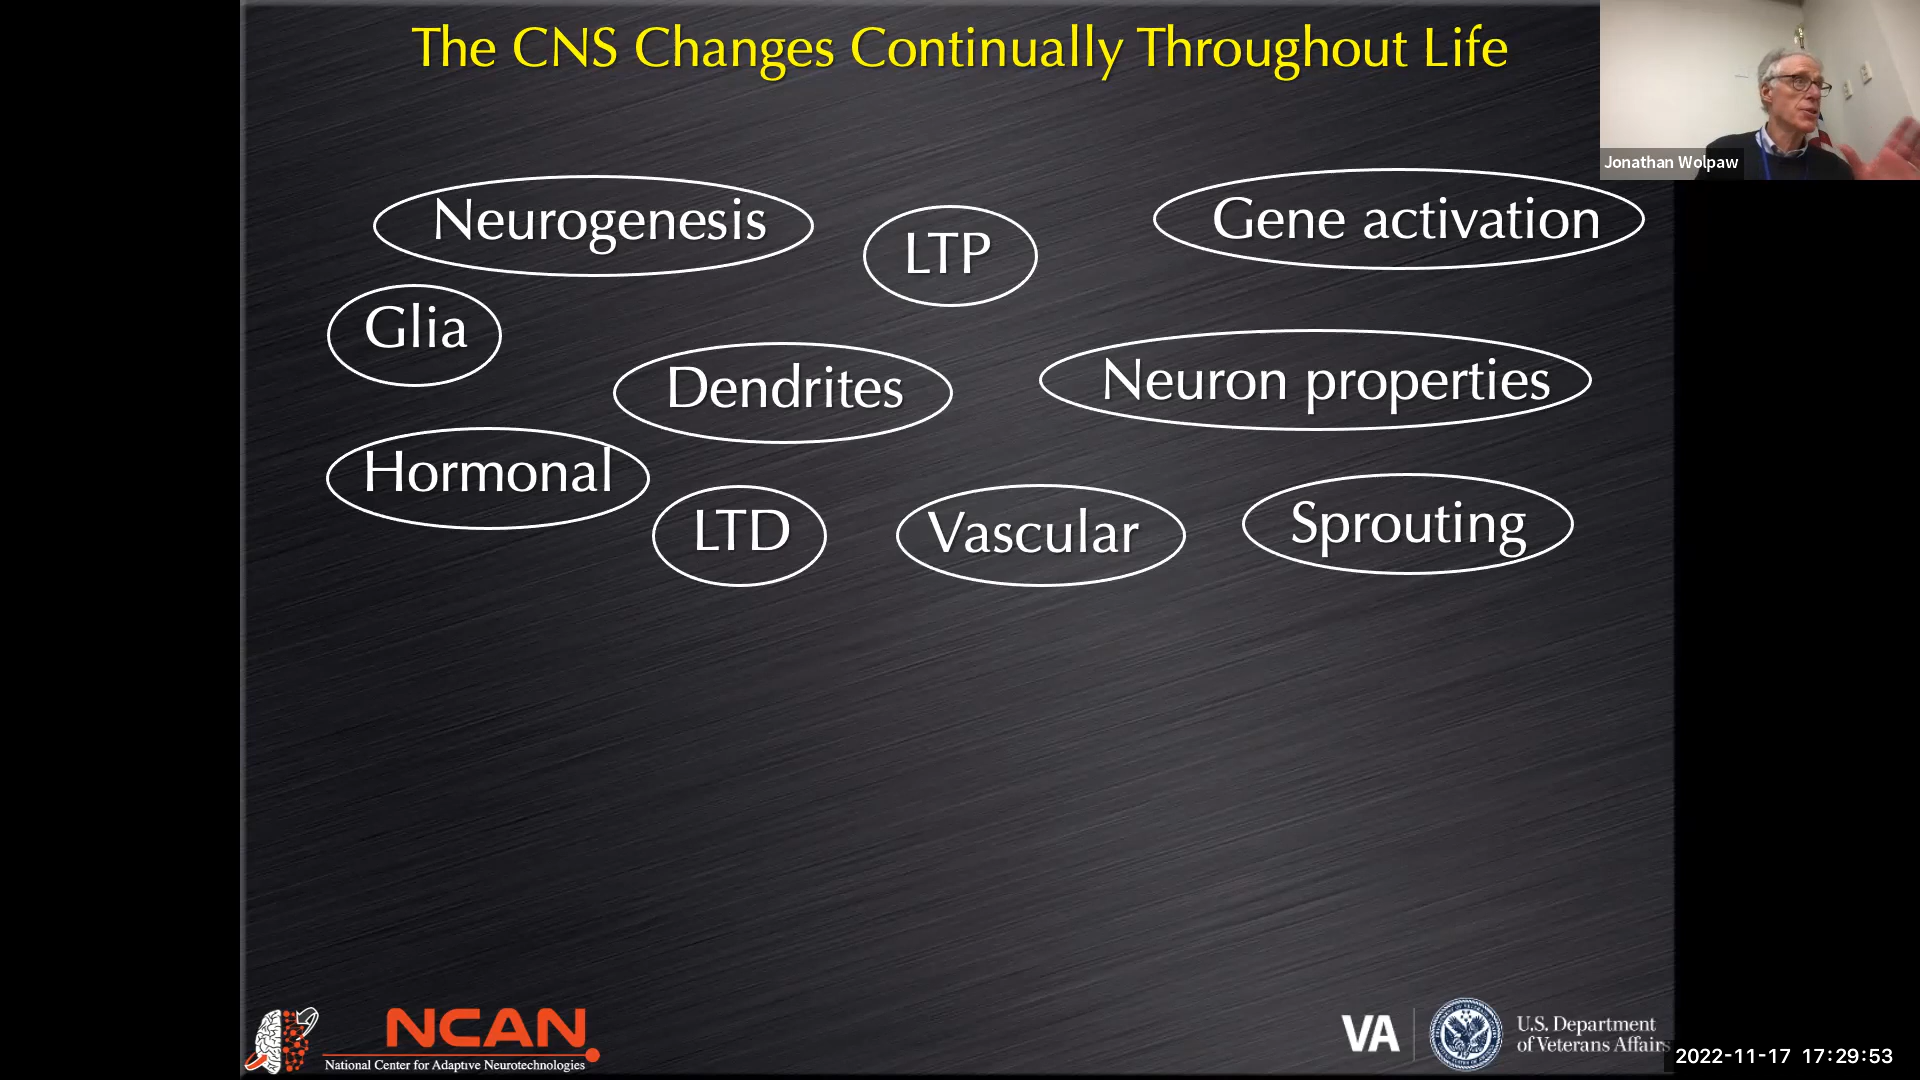 The CNS Changes Continually Throughout Life
Jonathan Wolpaw
Neurogenesis
LTP
Gene activation
Glia
Dendrites
Neuron properties
Hormonal
LTD
Vascular
Sprouting
NCAN
National Center for Adaptive Neurotechnologies
VA
U.S. Department
of Veterans Affairs
2022-11-17 17:29:53